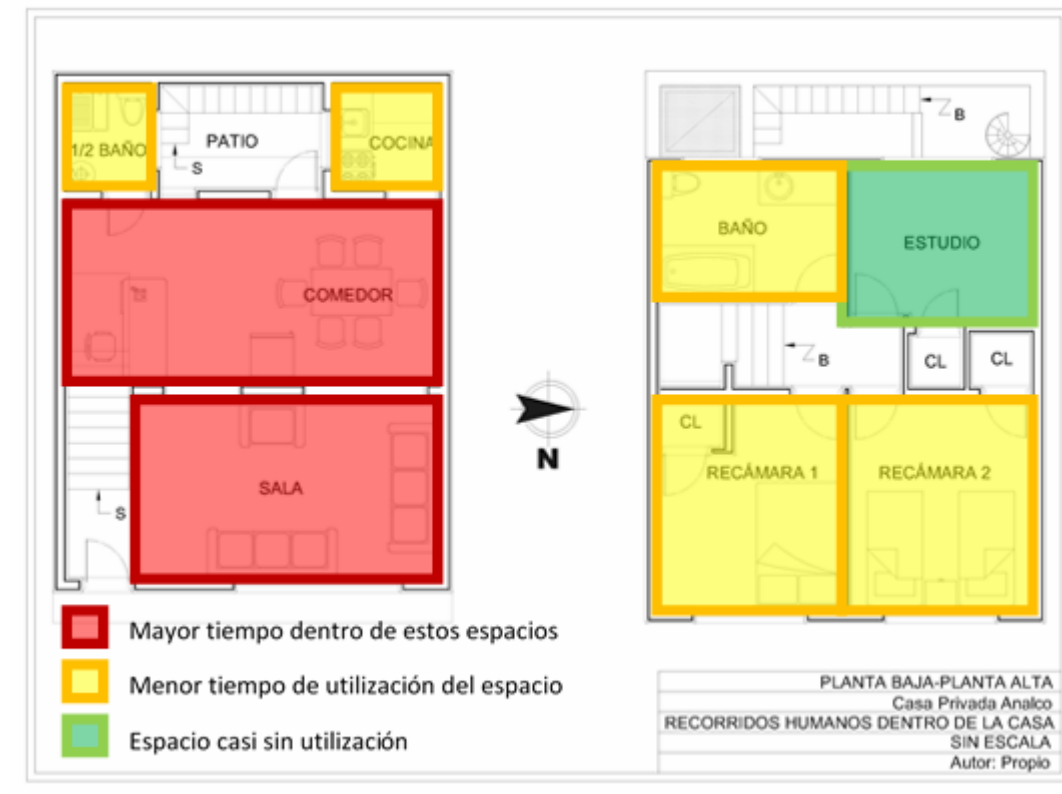 PATIO
1/2 BAÑO
COCINA
S
COMEDOR
SALA
S
N
B
BAÑO
ESTUDIO
B
CL
CL
CL
RECÁMARA 1
RECÁMARA 2
Mayor tiempo dentro de estos espacios
Menor tiempo de utilización del espacio
Espacio casi sin utilización
PLANTA BAJA-PLANTA ALTA
Casa Privada Analco
RECORRIDOS HUMANOS DENTRO DE LA CASA
SIN ESCALA
Autor: Propio